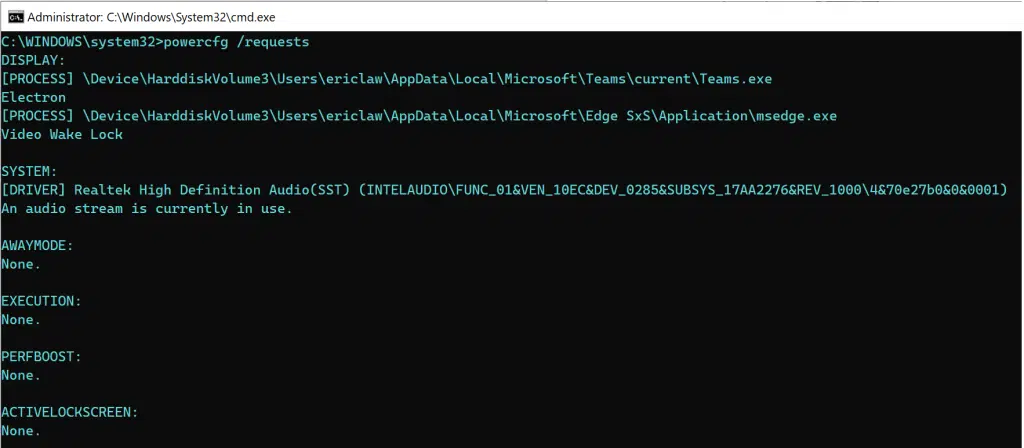 Administrator: C:\Windows\System32\cmd.exe
C:\WINDOWS\system32>powercfg /requests
DISPLAY:
[PROCESS] \Device\HarddiskVolume3\Users\ericlaw\AppData\Local\Microsoft\Teams\current\Teams.exe
Electron
[PROCESS] \Device\HarddiskVolume3\Users\ericlaw\AppData\Local\Microsoft\Edge SxS\Application\msedge.exe
Video Wake Lock
SYSTEM:
[DRIVER] Realtek High Definition Audio(SST) (INTELAUDIO\FUNC_01&VEN_10EC&DEV_0285&SUBSYS_17AA2276&REV_1000\4&70e27b0&0&0001)
An audio stream is currently in use.
AWAYMODE:
None.
EXECUTION:
None.
PERFBOOST:
None.
ACTIVELOCKSCREEN:
None.